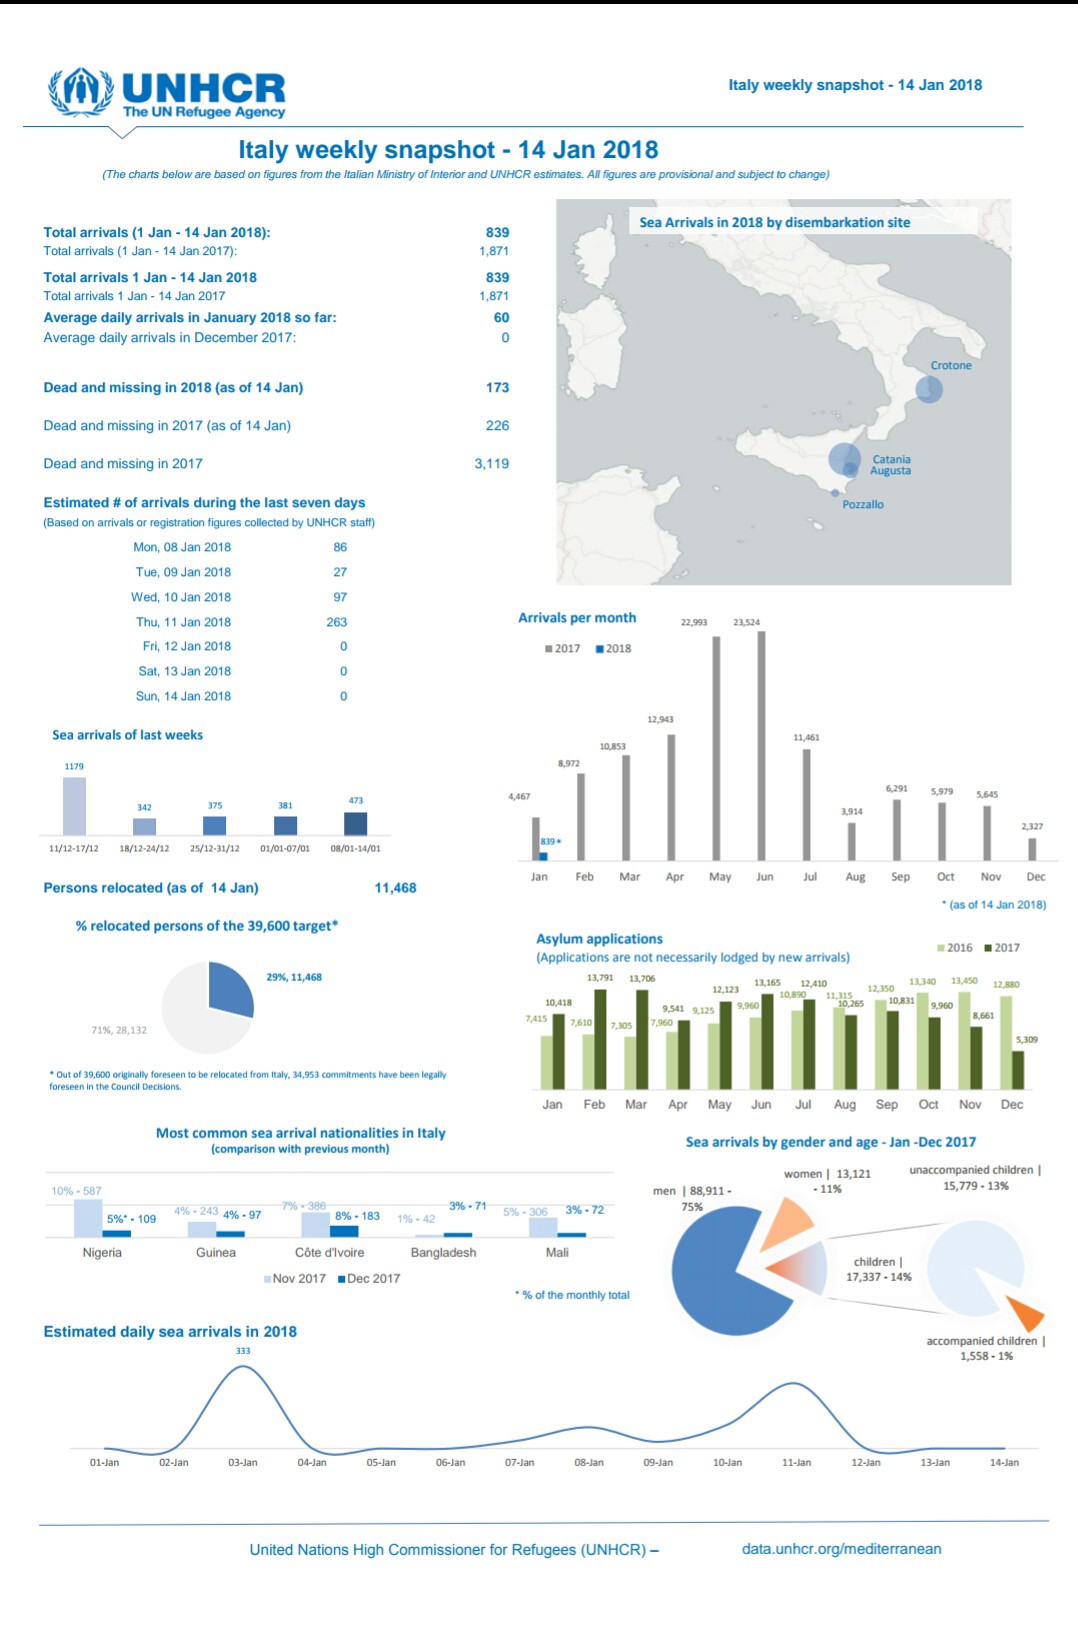 UNHCR
The UN Refugee Agency
Italy weekly snapshot - 14 Jan 2018
Italy weekly snapshot - 14 Jan 2018
(The charts below are based on figures from the Italian Ministry of Interior and UNHCR estimates. All figures are provisional and subject to change)
Total arrivals (1 Jan - 14 Jan 2018): 839
Total arrivals (1 Jan - 14 Jan 2017): 1,871
Total arrivals 1 Jan - 14 Jan 2018 839
Total arrivals 1 Jan - 14 Jan 2017 1,871
Average daily arrivals in January 2018 so far: 60
Average daily arrivals in December 2017: 0
Dead and missing in 2018 (as of 14 Jan) 173
Dead and missing in 2017 (as of 14 Jan) 226
Dead and missing in 2017 3,119
Estimated # of arrivals during the last seven days
(Based on arrivals or registration figures collected by UNHCR staff)
Mon, 08 Jan 2018 86
Tue, 09 Jan 2018 27
Wed, 10 Jan 2018 97
Thu, 11 Jan 2018 263
Fri, 12 Jan 2018 0
Sat, 13 Jan 2018 0
Sun, 14 Jan 2018 0
Sea Arrivals in 2018 by disembarkation site
Crotone
Catania
Augusta
Pozzallo
Sea arrivals of last weeks
1179
342
375
381
473
11/12-17/12 18/12-24/12 25/12-31/12 01/01-07/01 08/01-14/01
Arrivals per month
2017 2018
4,467
839 *
8,972
10,853
12,943
22,993
23,524
11,461
3,914
6,291
5,979
5,645
2,327
Jan Feb Mar Apr May Jun Jul Aug Sep Oct Nov Dec
* (as of 14 Jan 2018)
Persons relocated (as of 14 Jan) 11,468
% relocated persons of the 39,600 target*
29%, 11,468
71%, 28,132
* Out of 39,600 originally foreseen to be relocated from Italy, 34,953 commitments have been legally
foreseen in the Council Decisions.
Asylum applications
(Applications are not necessarily lodged by new arrivals)
2016 2017
7,415 10,418
7,610 13,791
7,305 13,706
7,960 9,541
9,125 12,123
9,960 13,165
10,890 12,410
11,315 10,265
12,350 10,831
13,340 9,960
13,450 8,661
12,880 5,309
Jan Feb Mar Apr May Jun Jul Aug Sep Oct Nov Dec
Most common sea arrival nationalities in Italy
(comparison with previous month)
10% - 587 5%* - 109
4% - 243 4% - 97
7% - 386 8% - 183
1% - 42 3% - 71
5% - 306 3% - 72
Nigeria Guinea Côte d'Ivoire Bangladesh Mali
Nov 2017 Dec 2017
* % of the monthly total
Sea arrivals by gender and age - Jan -Dec 2017
men | 88,911 -
75%
women | 13,121
- 11%
children |
17,337 - 14%
unaccompanied children |
15,779 - 13%
accompanied children |
1,558 - 1%
Estimated daily sea arrivals in 2018
333
01-Jan 02-Jan 03-Jan 04-Jan 05-Jan 06-Jan 07-Jan 08-Jan 09-Jan 10-Jan 11-Jan 12-Jan 13-Jan 14-Jan
United Nations High Commissioner for Refugees (UNHCR) – data.unhcr.org/mediterranean